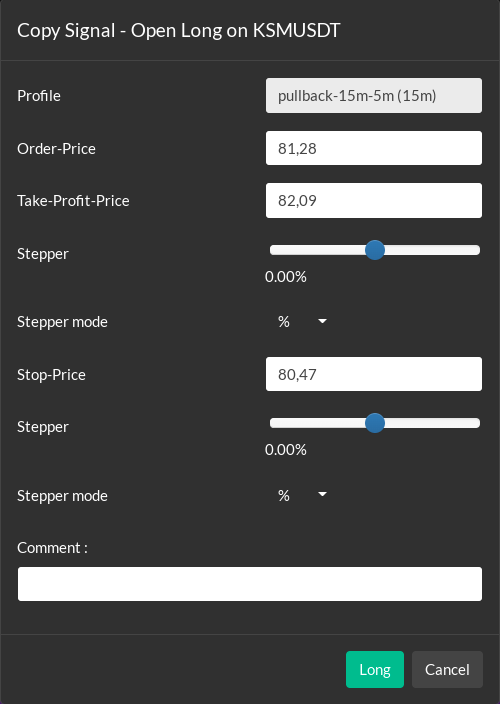 Copy Signal - Open Long on KSMUSDT
Profile pullback-15m-5m (15m)
Order-Price 81,28
Take-Profit-Price 82,09
Stepper
0.00%
Stepper mode %
Stop-Price 80,47
Stepper
0.00%
Stepper mode %
Comment :
Long Cancel